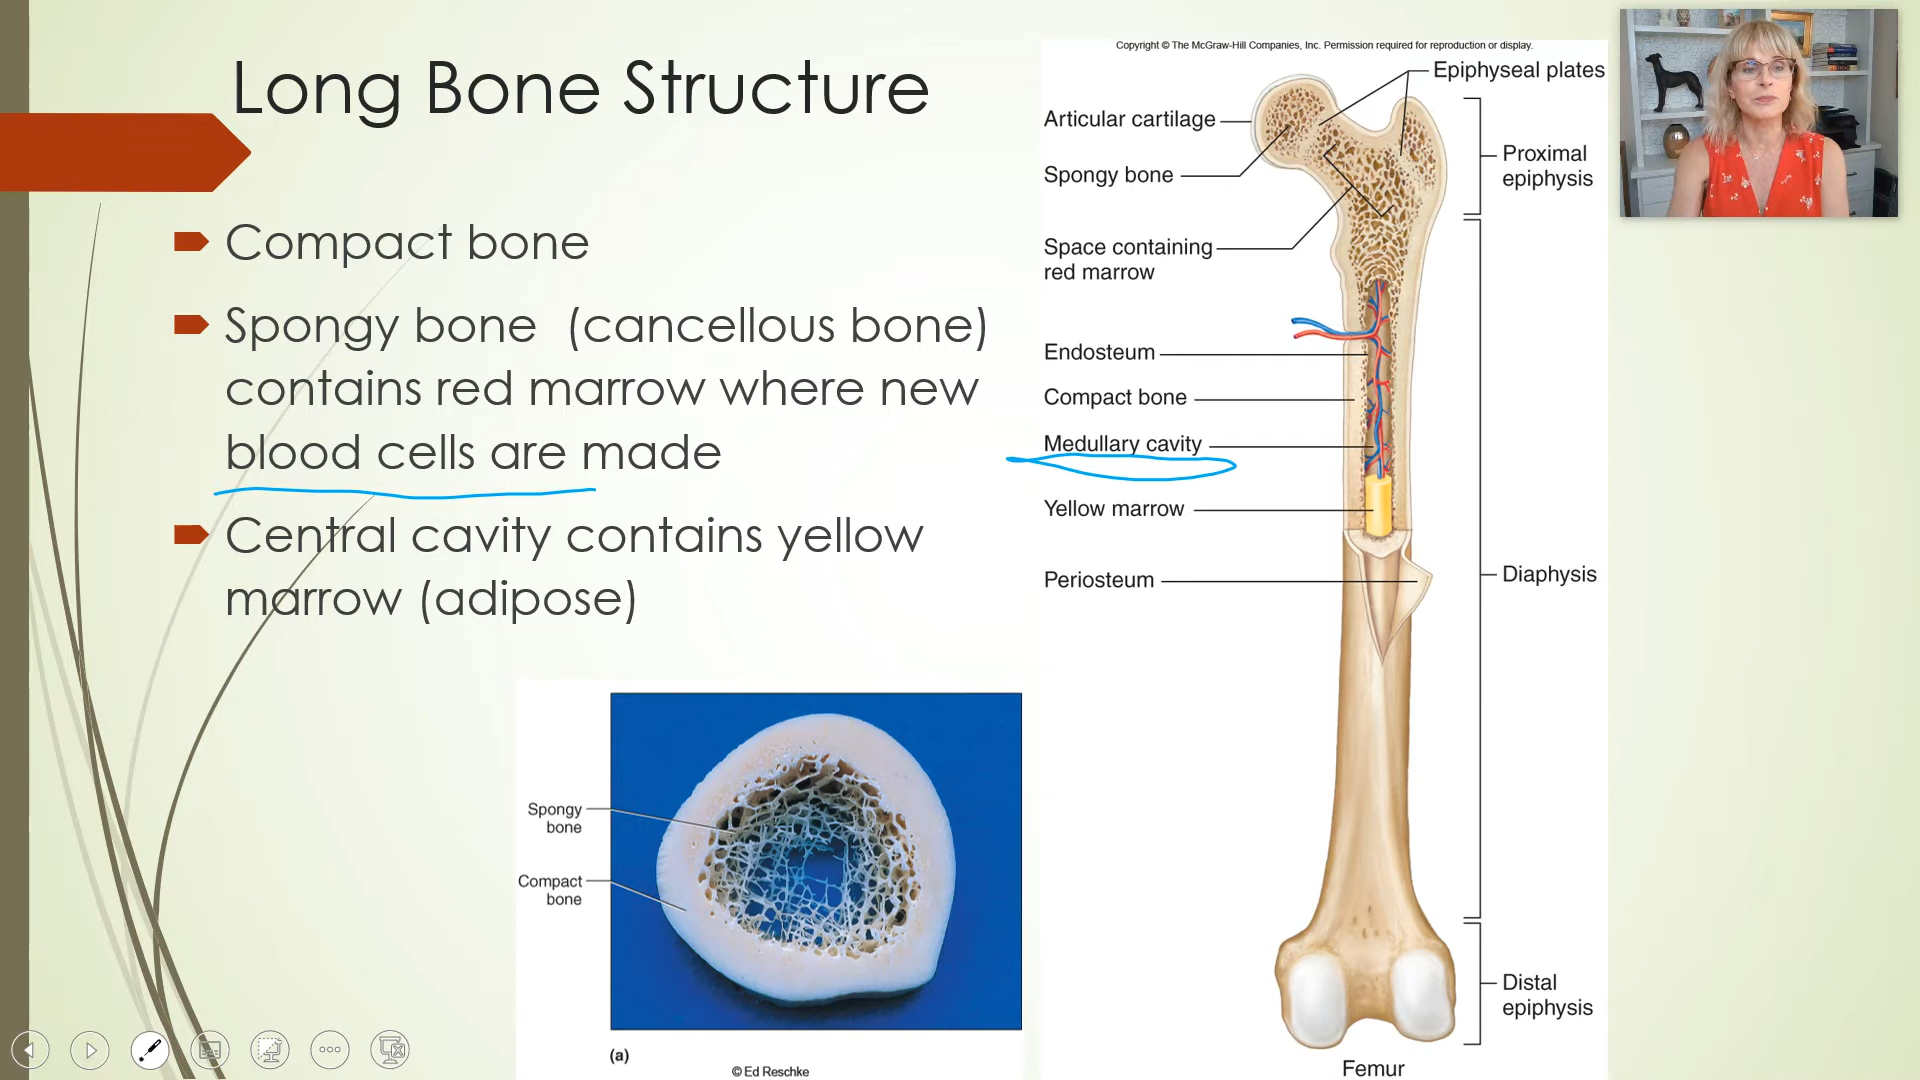 Long Bone Structure
Compact bone
Spongy bone (cancellous bone)
contains red marrow where new
blood cells are made
Central cavity contains yellow
marrow (adipose)
Spongy
bone
Compact
bone
(a)
© Ed Reschke
Copyright © The McGraw-Hill Companies, Inc. Permission required for reproduction or display.
Epiphyseal plates
Articular cartilage
Proximal
epiphysis
Spongy bone
Space containing
red marrow
Endosteum
Compact bone
Medullary cavity
Yellow marrow
Diaphysis
Periosteum
Distal
epiphysis
Femur